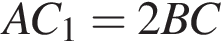 AC₁ = 2BC